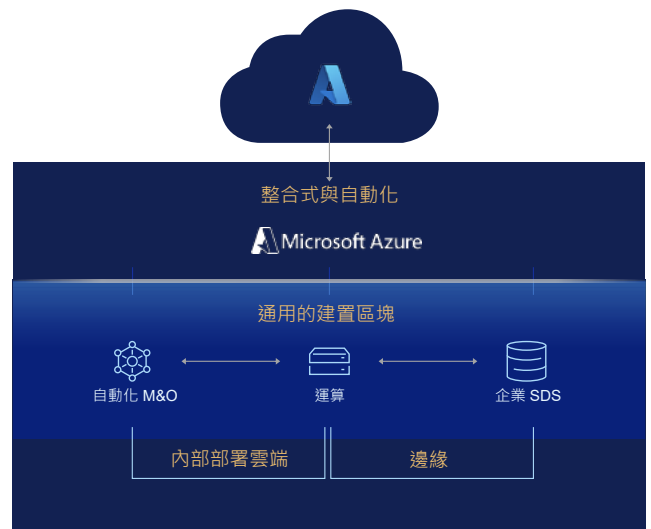 整合式與自動化
Microsoft Azure
通用的建置區塊
自動化 M&O
運算
企業 SDS
內部部署雲端
邊緣